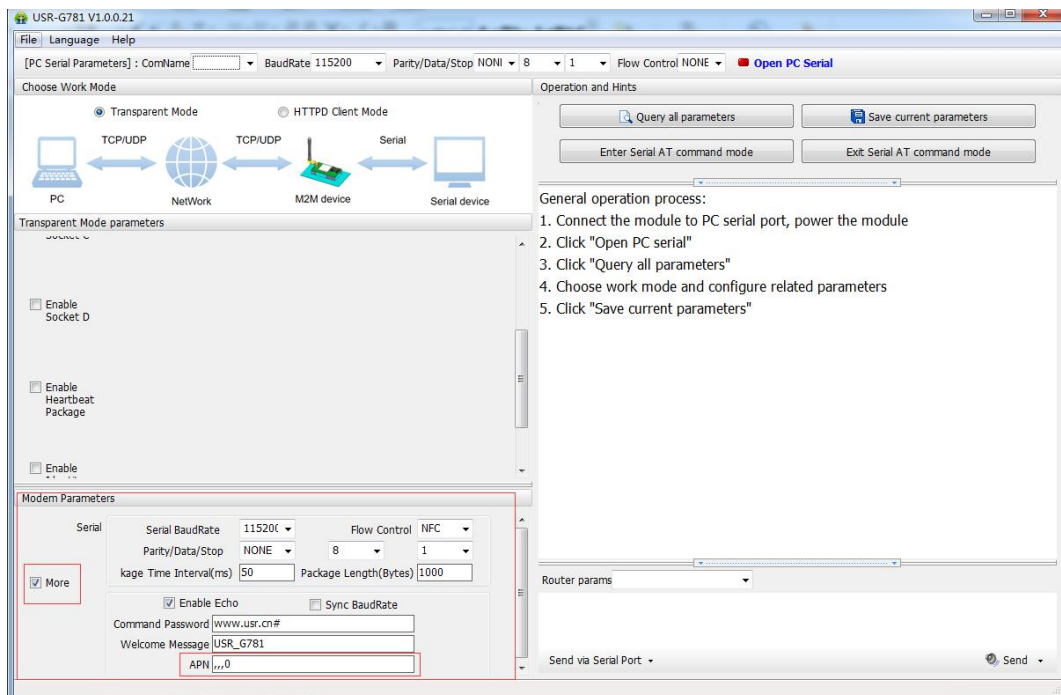 USR-G781 V1.0.0.21
File Language Help
[PC Serial Parameters] : ComName BaudRate 115200 Parity/Data/Stop NONI 8 1 Flow Control NONE Open PC Serial
Choose Work Mode
Transparent Mode HTTPD Client Mode
TCP/UDP TCP/UDP Serial
PC NetWork M2M device Serial device
Transparent Mode parameters
Socket C
Enable
Socket D
Enable
Heartbeat
Package
Enable
Modem Parameters
Serial Serial BaudRate 11520( Flow Control NFC
Parity/Data/Stop NONE 8 1
kage Time Interval(ms) 50 Package Length(Bytes) 1000
More
Enable Echo Sync BaudRate
Command Password www.usr.cn#
Welcome Message USR_G781
APN ,,,0
Operation and Hints
Query all parameters Save current parameters
Enter Serial AT command mode Exit Serial AT command mode
General operation process:
1. Connect the module to PC serial port, power the module
2. Click "Open PC serial"
3. Click "Query all parameters"
4. Choose work mode and configure related parameters
5. Click "Save current parameters"
Router params
Send via Serial Port Send